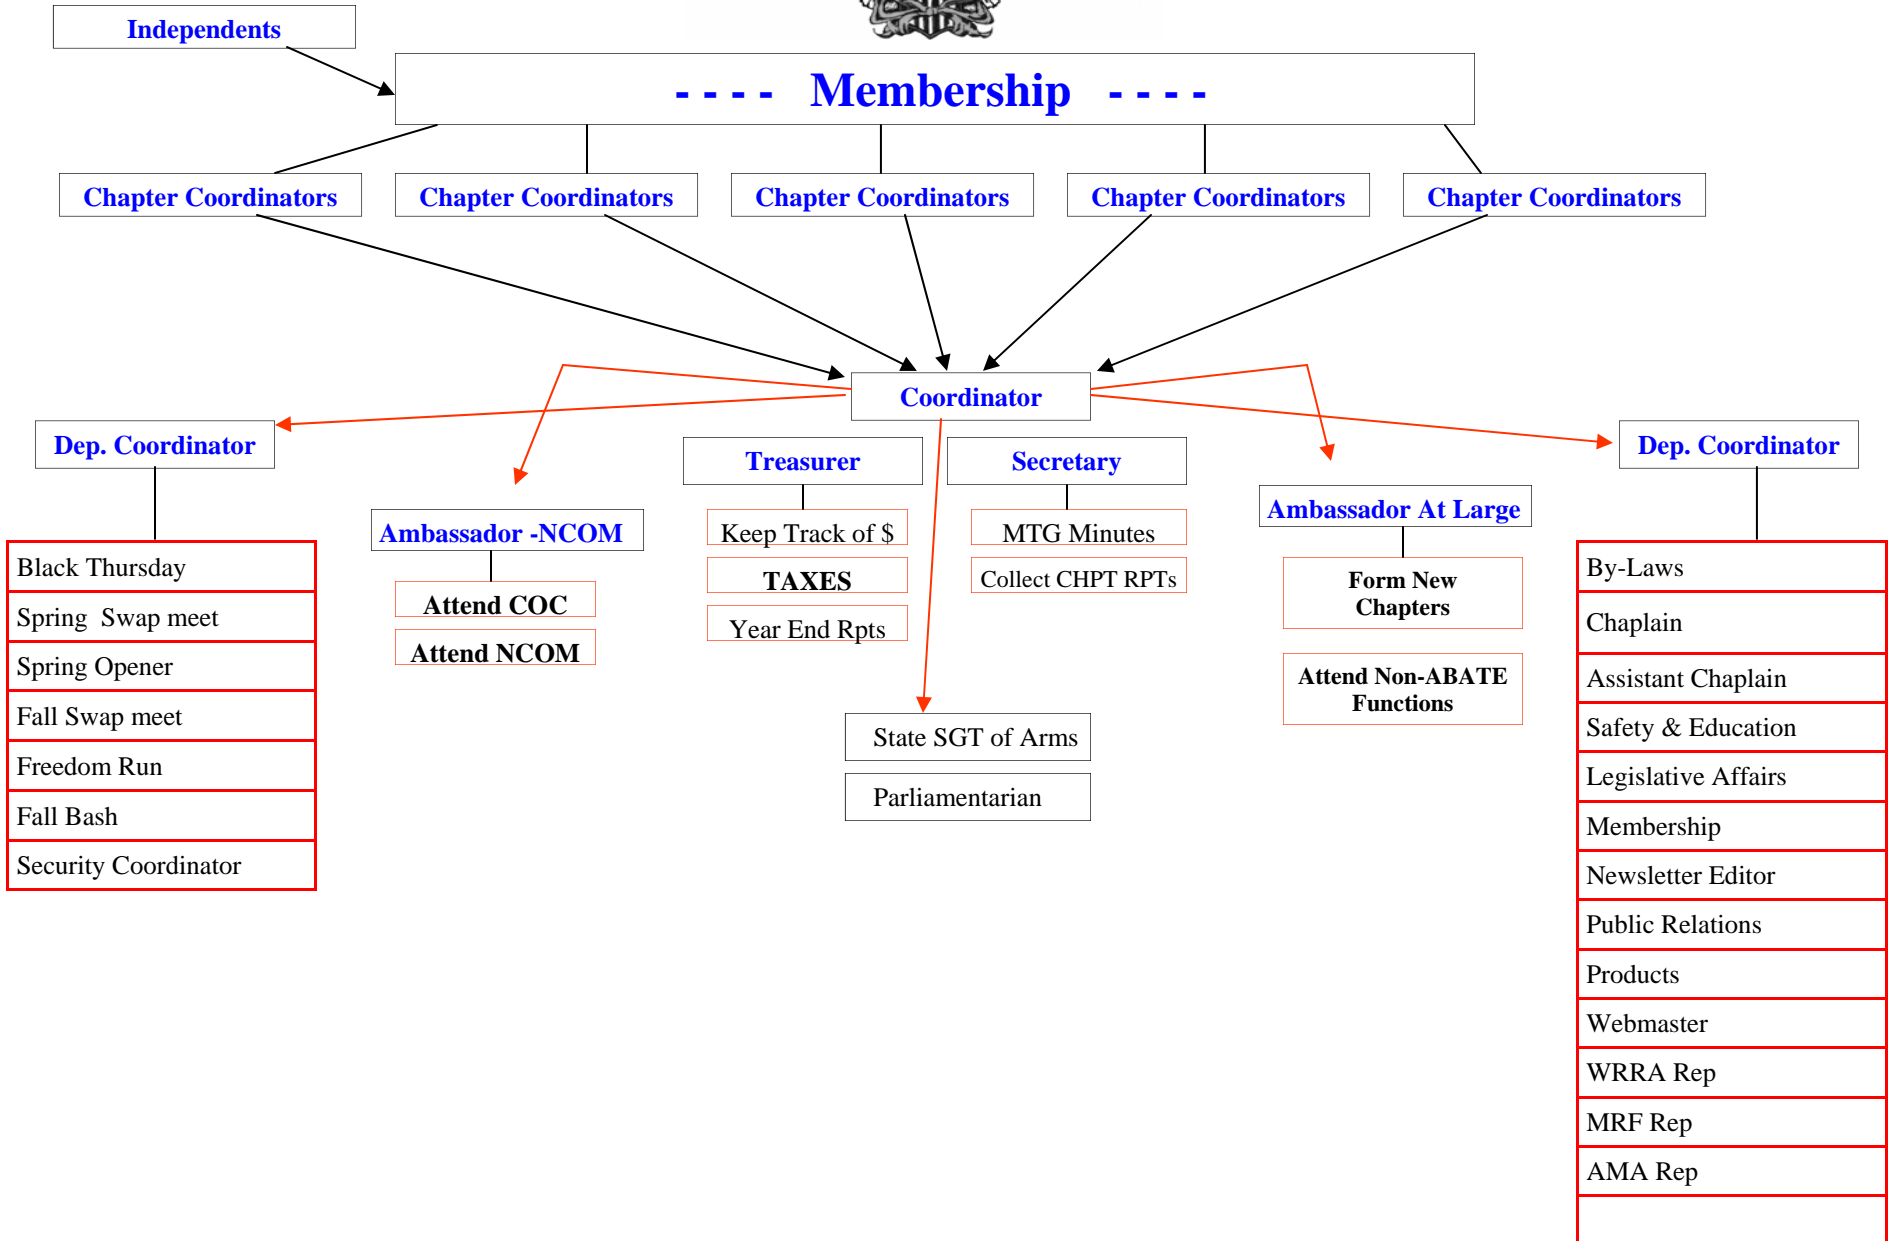 Independents
- - - - Membership - - - -
Chapter Coordinators
Chapter Coordinators
Chapter Coordinators
Chapter Coordinators
Chapter Coordinators
Coordinator
Dep. Coordinator
Black Thursday
Spring Swap meet
Spring Opener
Fall Swap meet
Freedom Run
Fall Bash
Security Coordinator
Ambassador -NCOM
Attend COC
Attend NCOM
Treasurer
Keep Track of $
TAXES
Year End Rpts
Secretary
MTG Minutes
Collect CHPT RPTs
State SGT of Arms
Parliamentarian
Ambassador At Large
Form New
Chapters
Attend Non-ABATE
Functions
Dep. Coordinator
By-Laws
Chaplain
Assistant Chaplain
Safety & Education
Legislative Affairs
Membership
Newsletter Editor
Public Relations
Products
Webmaster
WRRA Rep
MRF Rep
AMA Rep